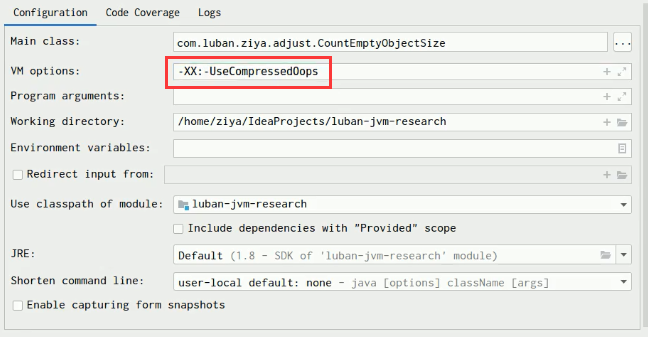 Configuration Code Coverage Logs
Main class: com.luban.ziya.adjust.CountEmptyObjectSize ...
VM options: -XX:-UseCompressedOops
Program arguments:
Working directory: /home/ziya/IdeaProjects/luban-jvm-research
Environment variables:
Redirect input from:
Use classpath of module: luban-jvm-research
Include dependencies with "Provided" scope
JRE: Default (1.8 - SDK of 'luban-jvm-research' module)
Shorten command line: user-local default: none - java [options] className [args]
Enable capturing form snapshots